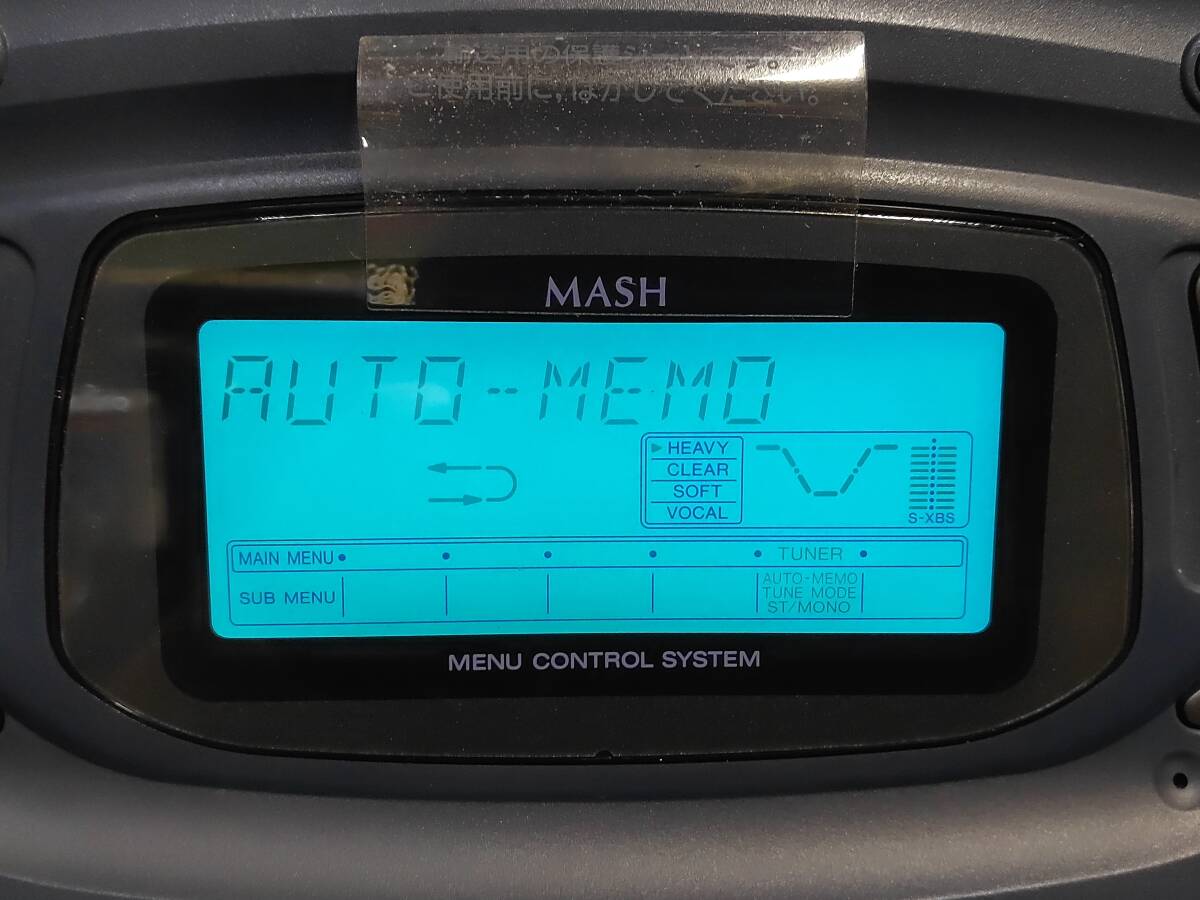 輸送用の保護シートです。
ご使用前に,はがしてください。
MASH
AUTO-MEMO
HEAVY
CLEAR
SOFT
VOCAL
S-XBS
MAIN MENU
TUNER
SUB MENU
AUTO-MEMO
TUNE MODE
ST/MONO
MENU CONTROL SYSTEM